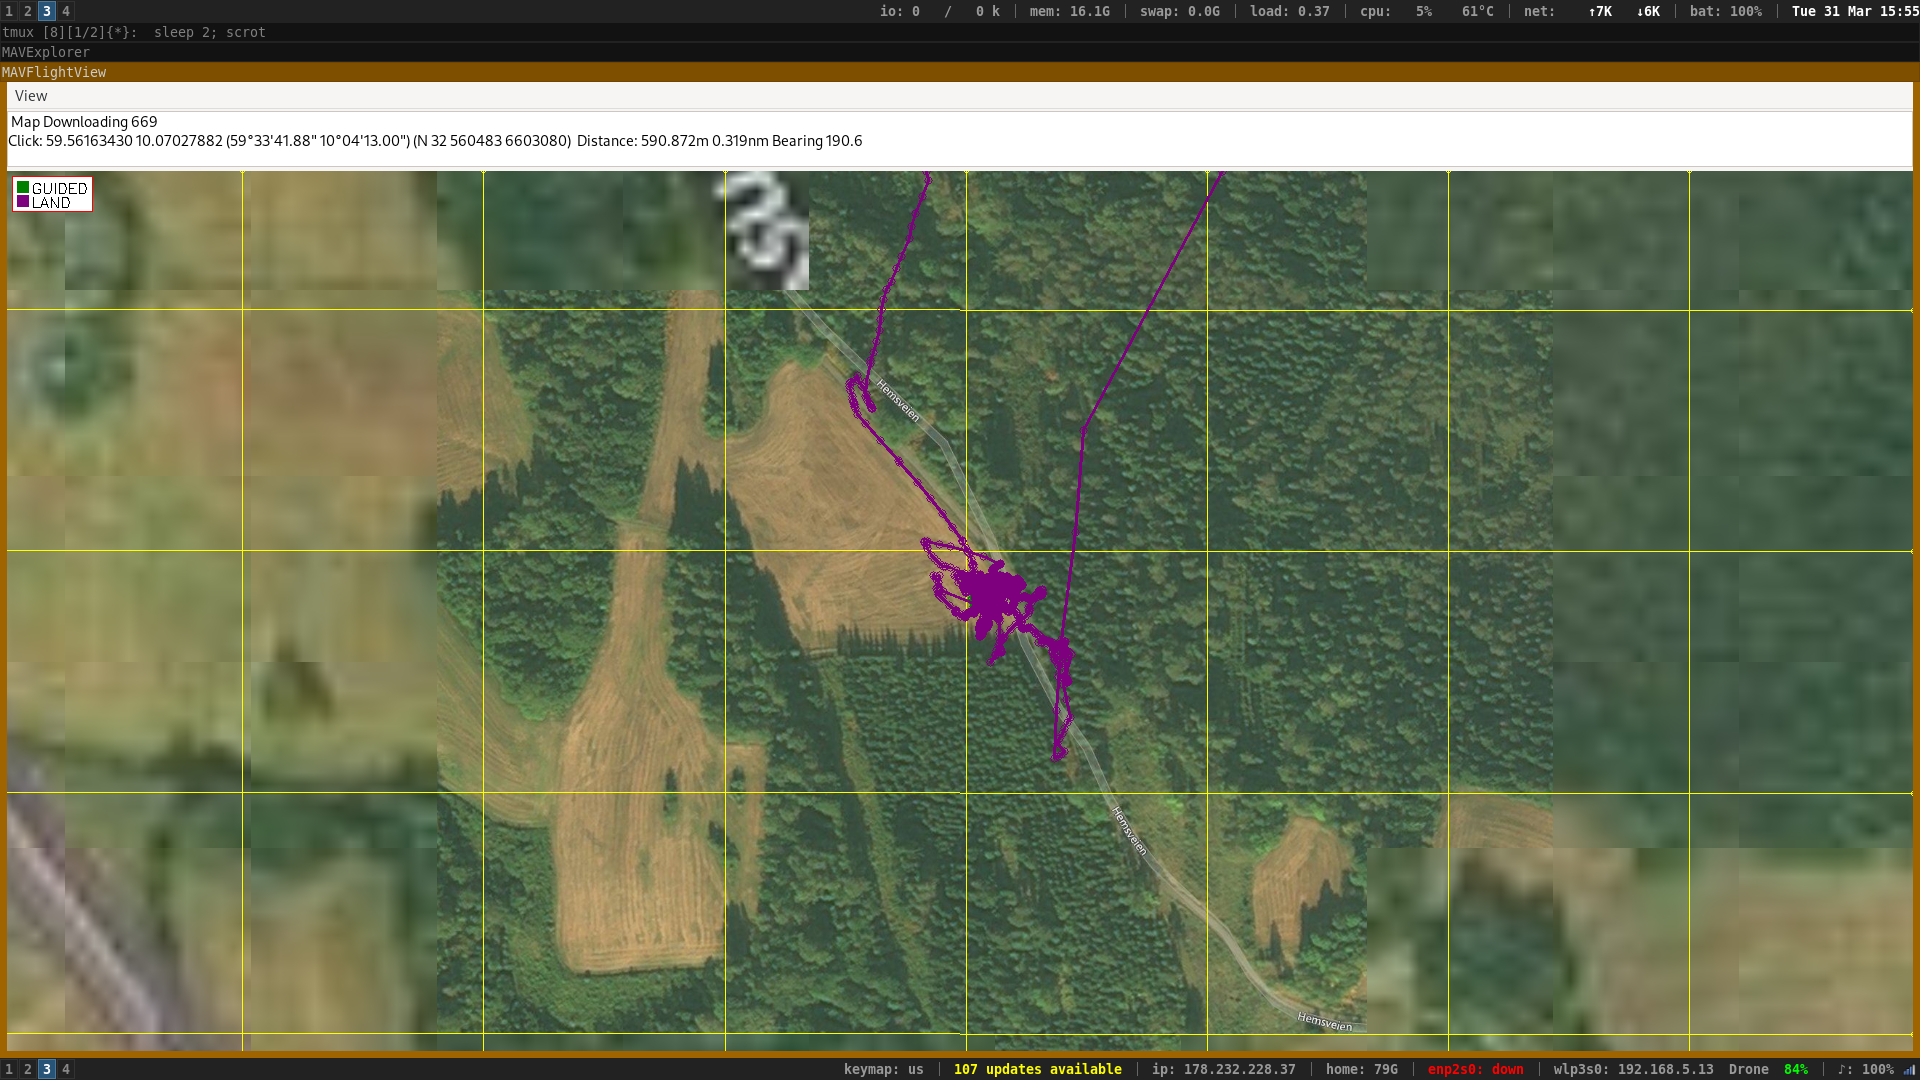 1 2 3 4 io: 0 / 0 k | mem: 16.1G | swap: 0.0G | load: 0.37 | cpu: 5% 61°C | net: ↑7K ↓6K | bat: 100% | Tue 31 Mar 15:55
tmux [8][1/2]{*}: sleep 2; scrot
MAVExplorer
MAVFlightView
View
Map Downloading 669
Click: 59.56163430 10.07027882 (59°33'41.88" 10°04'13.00") (N 32 560483 6603080) Distance: 590.872m 0.319nm Bearing 190.6
GUIDED
LAND
Hemsveien
Hemsveien
Hemsveien
1 2 3 4 keymap: us | 107 updates available | ip: 178.232.228.37 | home: 79G | enp2s0: down | wlp3s0: 192.168.5.13 Drone 84% | ♪: 100%